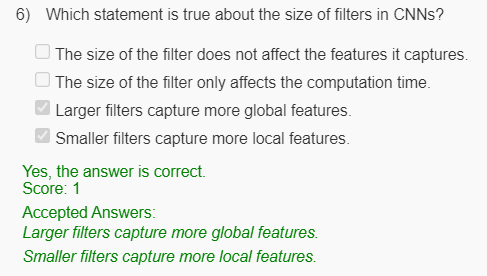 6) Which statement is true about the size of filters in CNNs?
The size of the filter does not affect the features it captures.
The size of the filter only affects the computation time.
Larger filters capture more global features.
Smaller filters capture more local features.
Yes, the answer is correct.
Score: 1
Accepted Answers:
Larger filters capture more global features.
Smaller filters capture more local features.